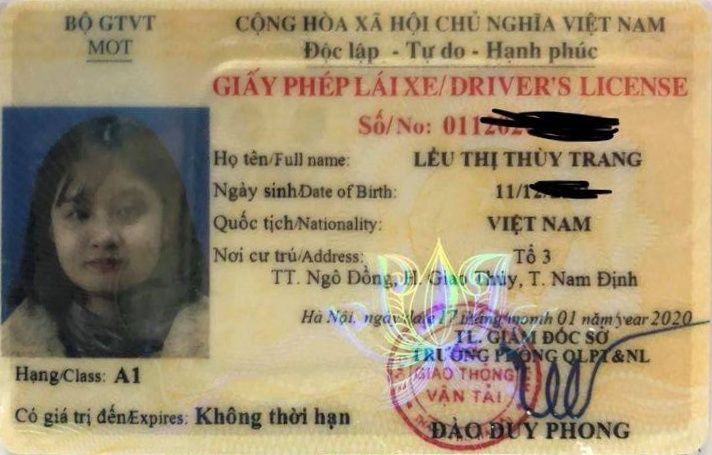 BỘ GTVT
MOT
CỘNG HÒA XÃ HỘI CHỦ NGHĨA VIỆT NAM
Độc lập - Tự do - Hạnh phúc
GIẤY PHÉP LÁI XE/DRIVER'S LICENSE
Số/No: 011202
Họ tên/Full name: LỀU THỊ THÙY TRANG
Ngày sinh/Date of Birth: 11/12/
Quốc tịch/Nationality: VIỆT NAM
Nơi cư trú/Address: Tổ 3
TT. Ngô Đồng, H. Giao Thủy, T. Nam Định
Hà Nội, ngày/date 17 tháng/month 01 năm/year 2020
TL. GIÁM ĐỐC SỞ
TRƯỞNG PHÒNG QLPT&NL
GIAO THÔNG
VẬN TẢI
ĐÀO DUY PHONG
Hạng/Class: A1
Có giá trị đến/Expires: Không thời hạn